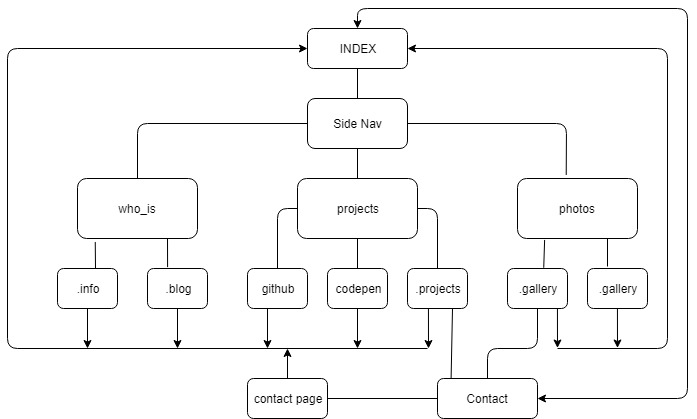 INDEX
Side Nav
who_is
projects
photos
.info
.blog
github
codepen
.projects
.gallery
.gallery
contact page
Contact